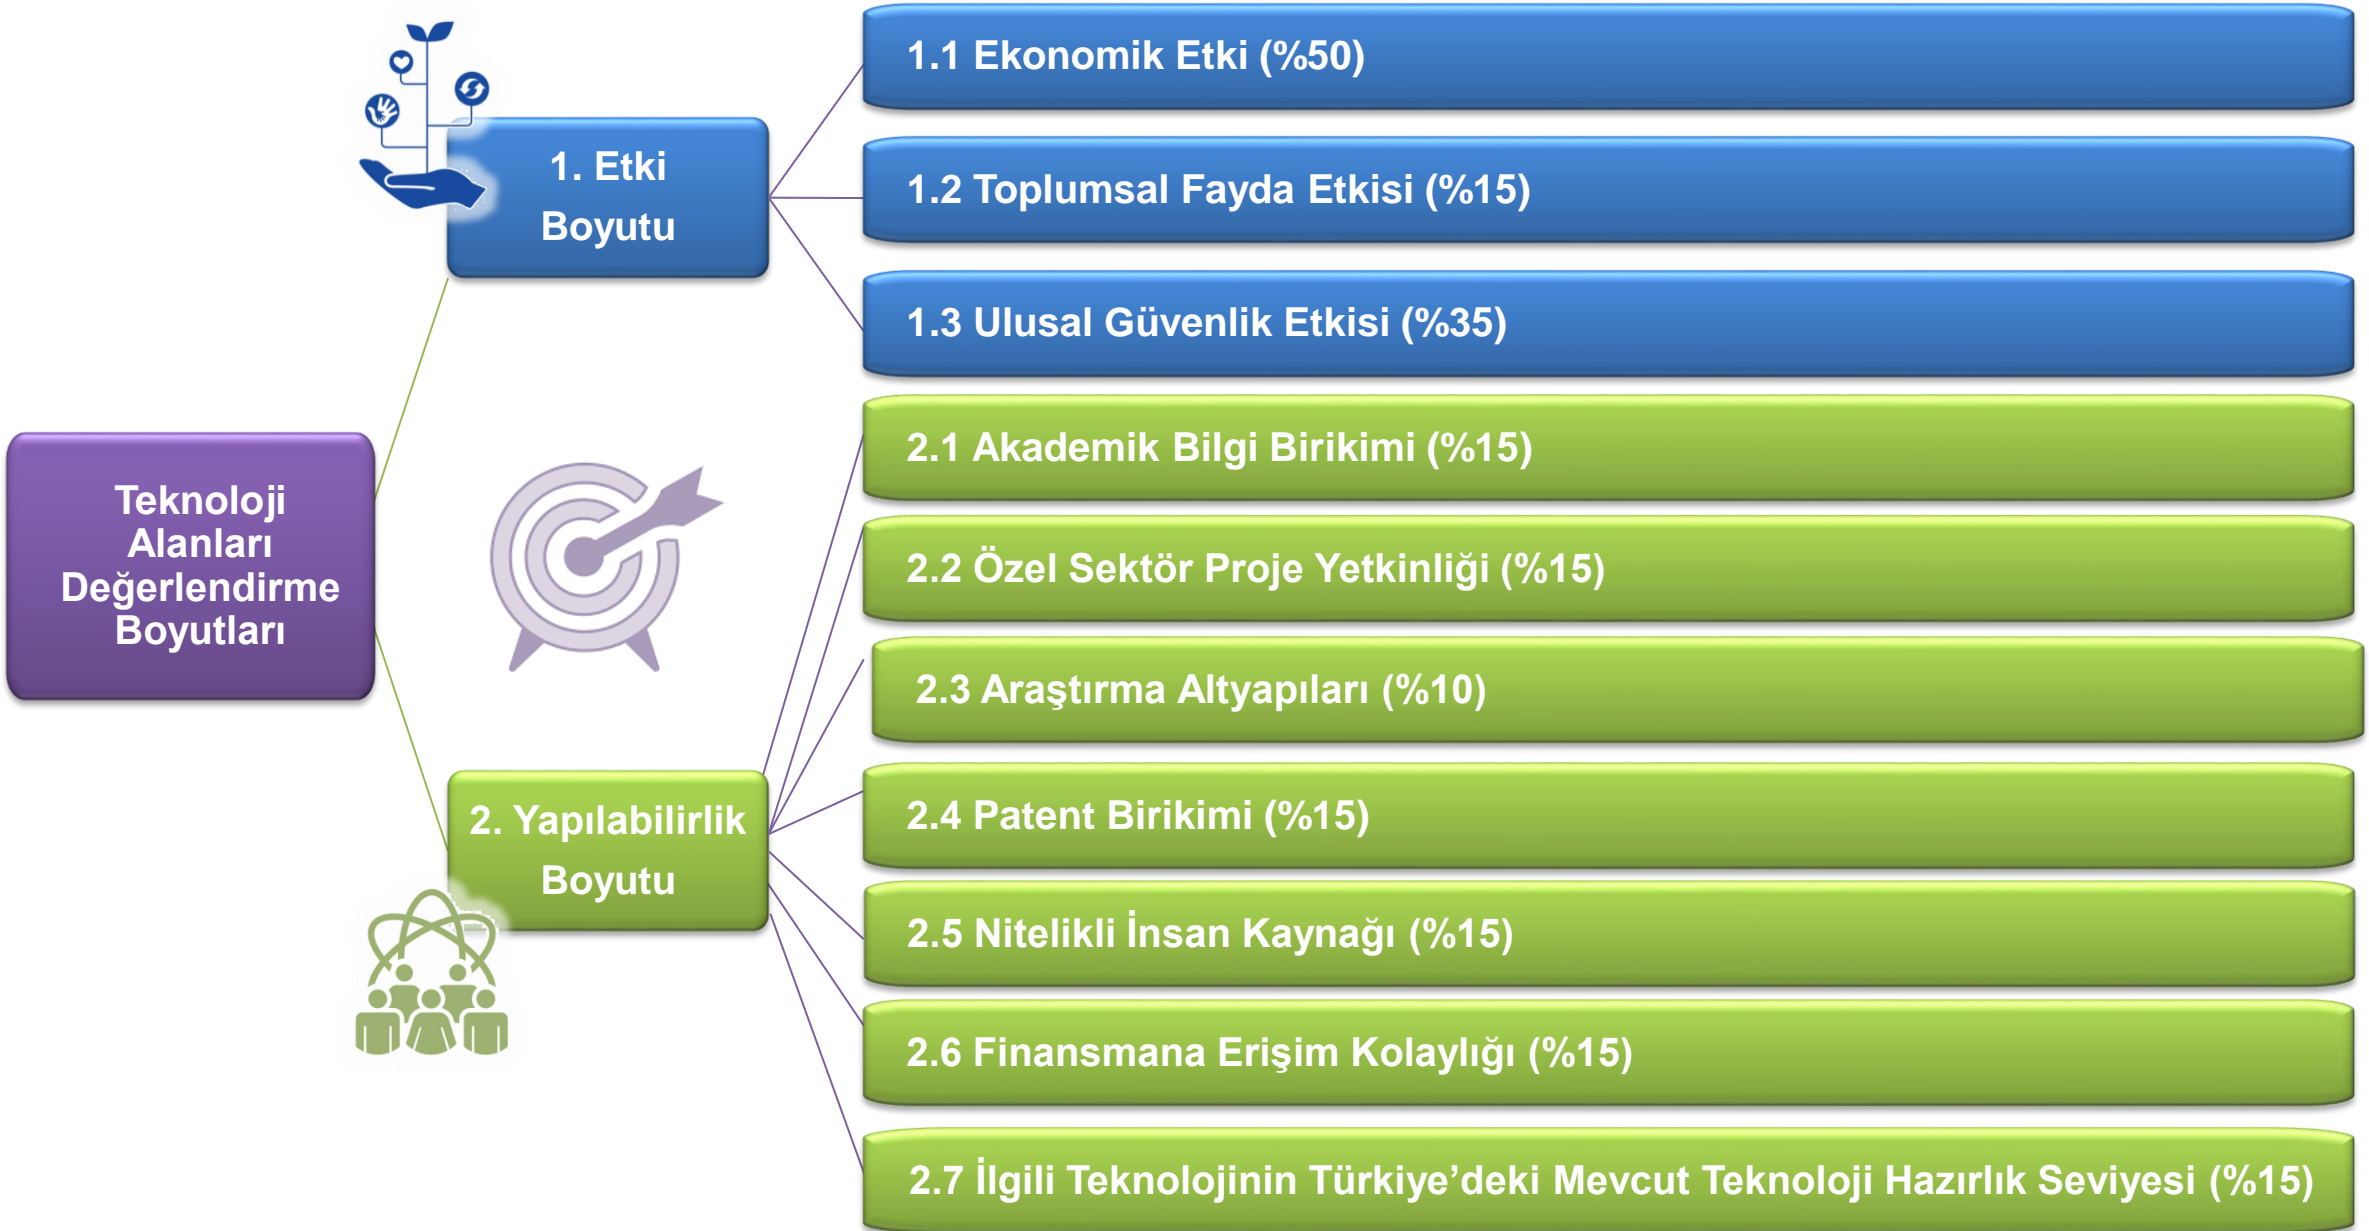 Teknoloji
Alanları
Değerlendirme
Boyutları
1. Etki
Boyutu
1.1 Ekonomik Etki (%50)
1.2 Toplumsal Fayda Etkisi (%15)
1.3 Ulusal Güvenlik Etkisi (%35)
2. Yapılabilirlik
Boyutu
2.1 Akademik Bilgi Birikimi (%15)
2.2 Özel Sektör Proje Yetkinliği (%15)
2.3 Araştırma Altyapıları (%10)
2.4 Patent Birikimi (%15)
2.5 Nitelikli İnsan Kaynağı (%15)
2.6 Finansmana Erişim Kolaylığı (%15)
2.7 İlgili Teknolojinin Türkiye’deki Mevcut Teknoloji Hazırlık Seviyesi (%15)